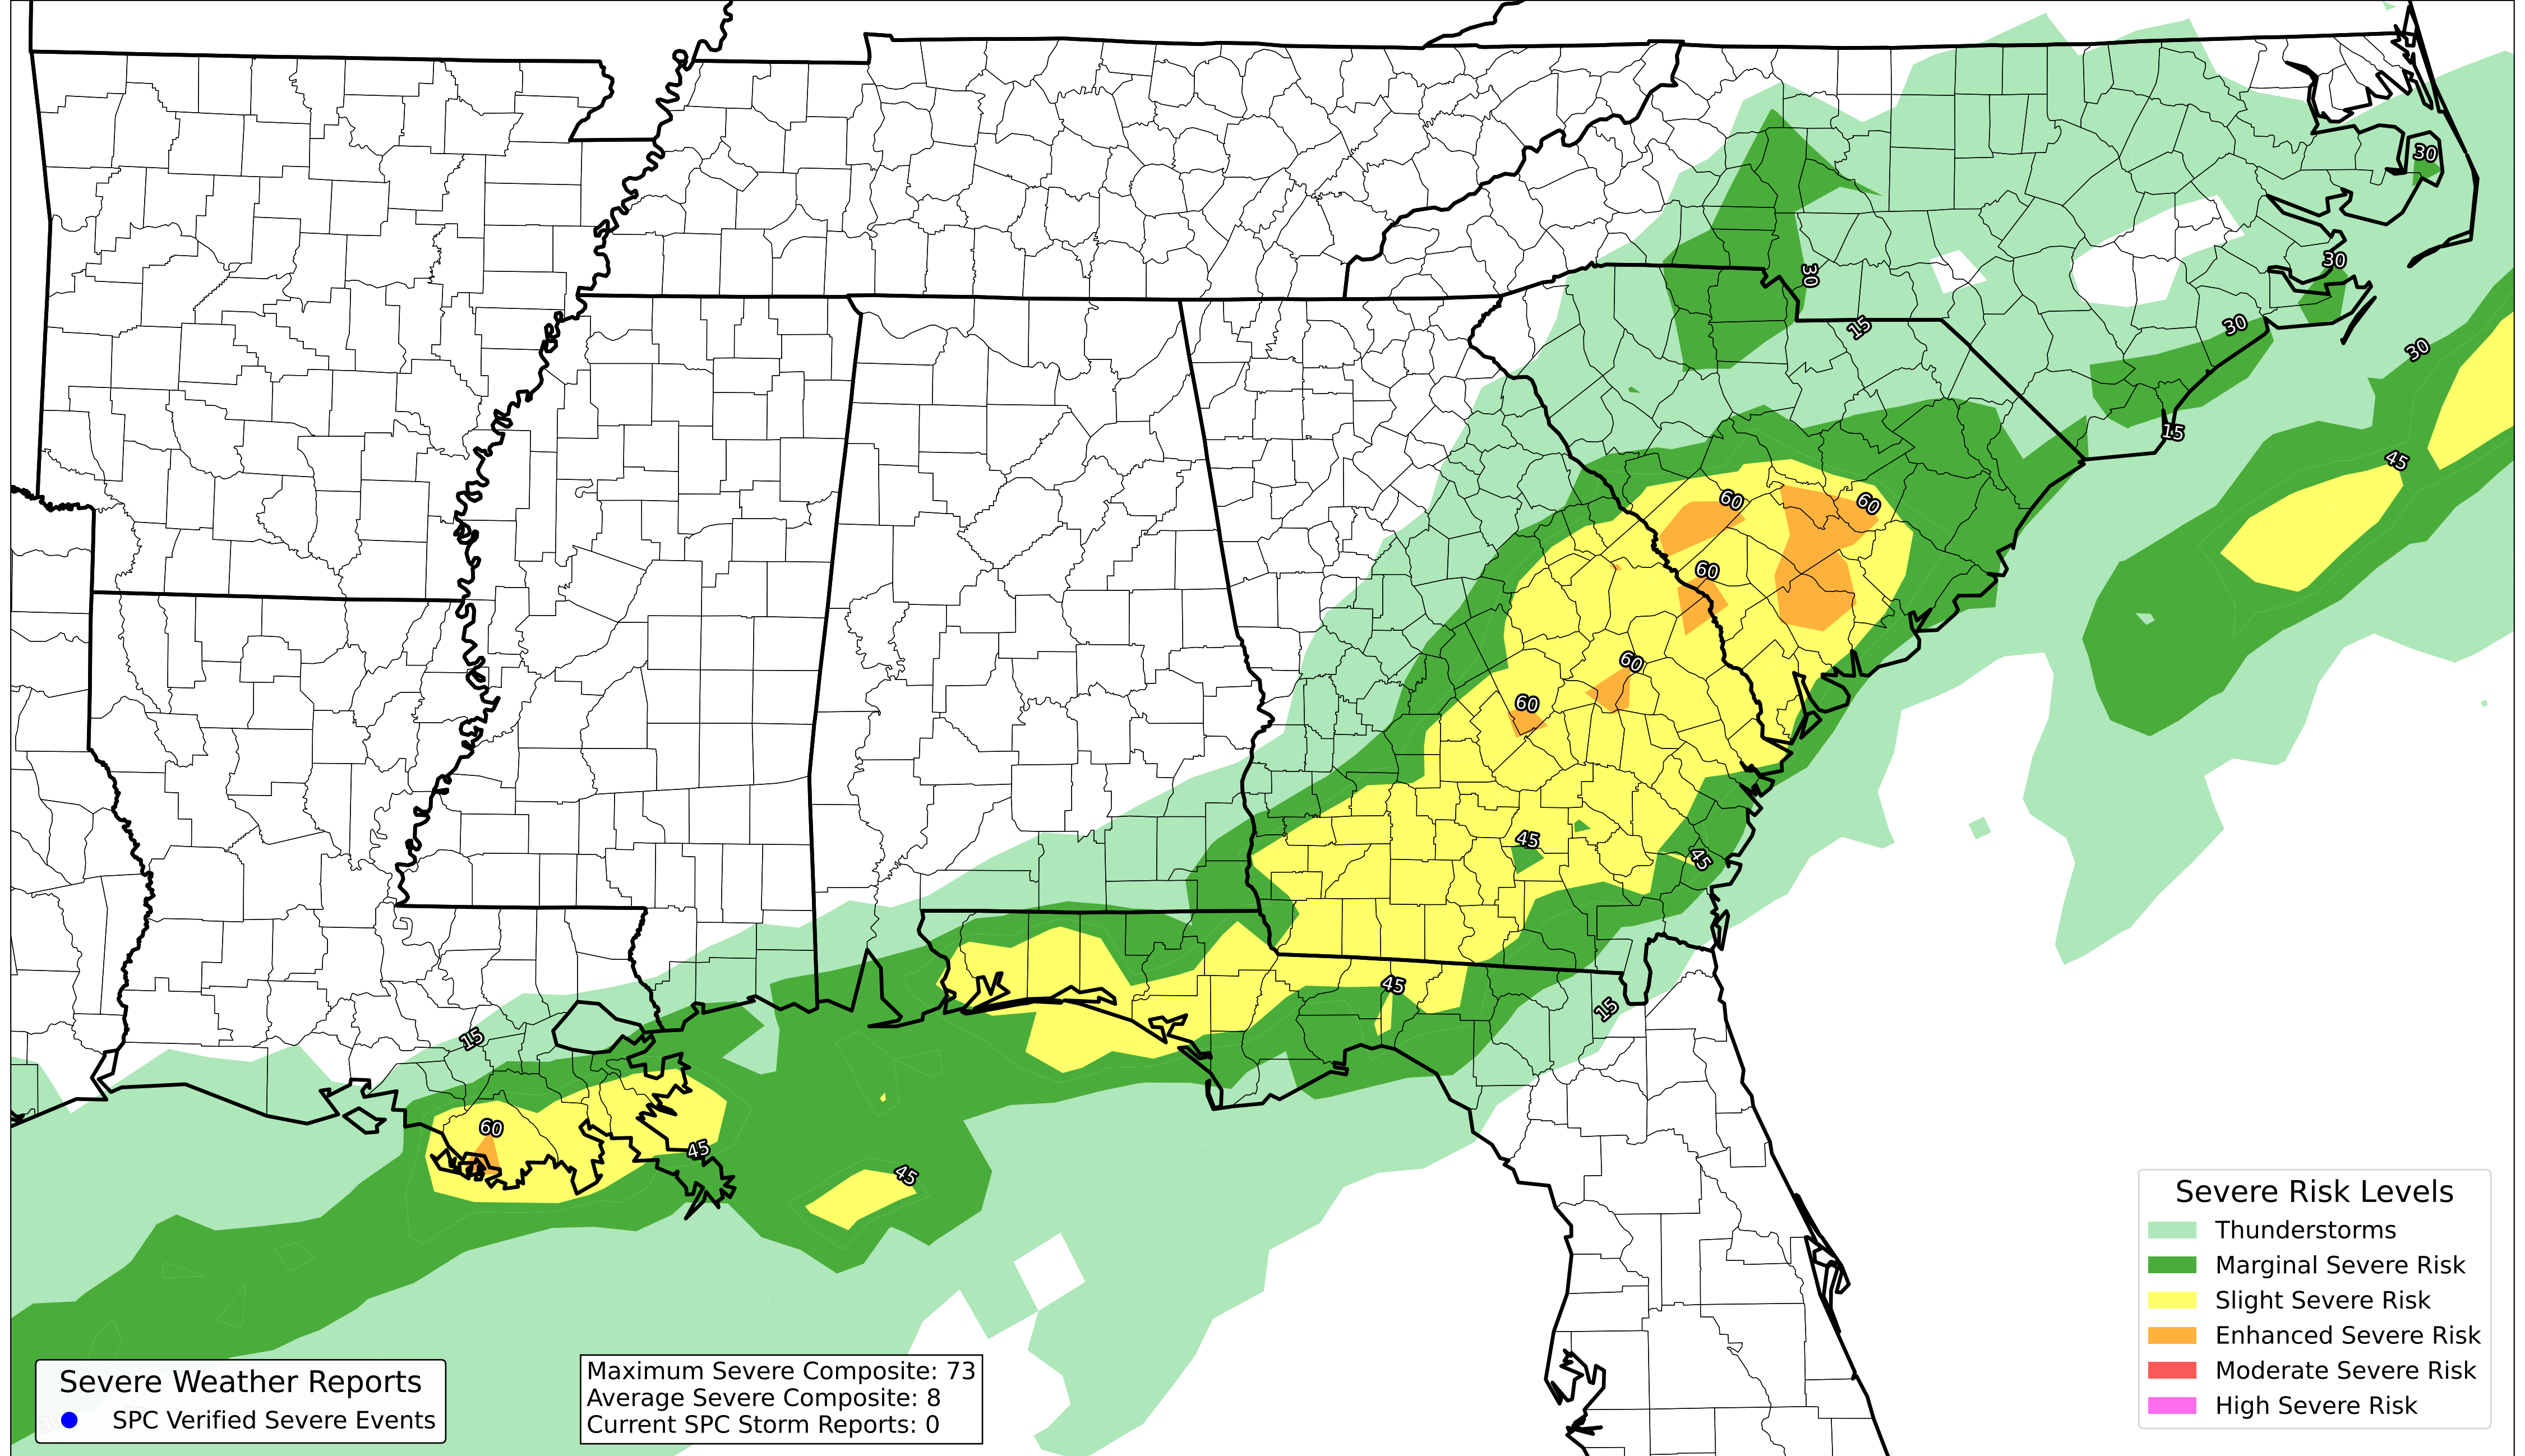 30
30
30
15
30
30
15
45
60
60
60
60
60
45
45
45
15
15
60
45
45
Severe Risk Levels
Thunderstorms
Marginal Severe Risk
Slight Severe Risk
Enhanced Severe Risk
Moderate Severe Risk
High Severe Risk
Severe Weather Reports
SPC Verified Severe Events
Maximum Severe Composite: 73
Average Severe Composite: 8
Current SPC Storm Reports: 0